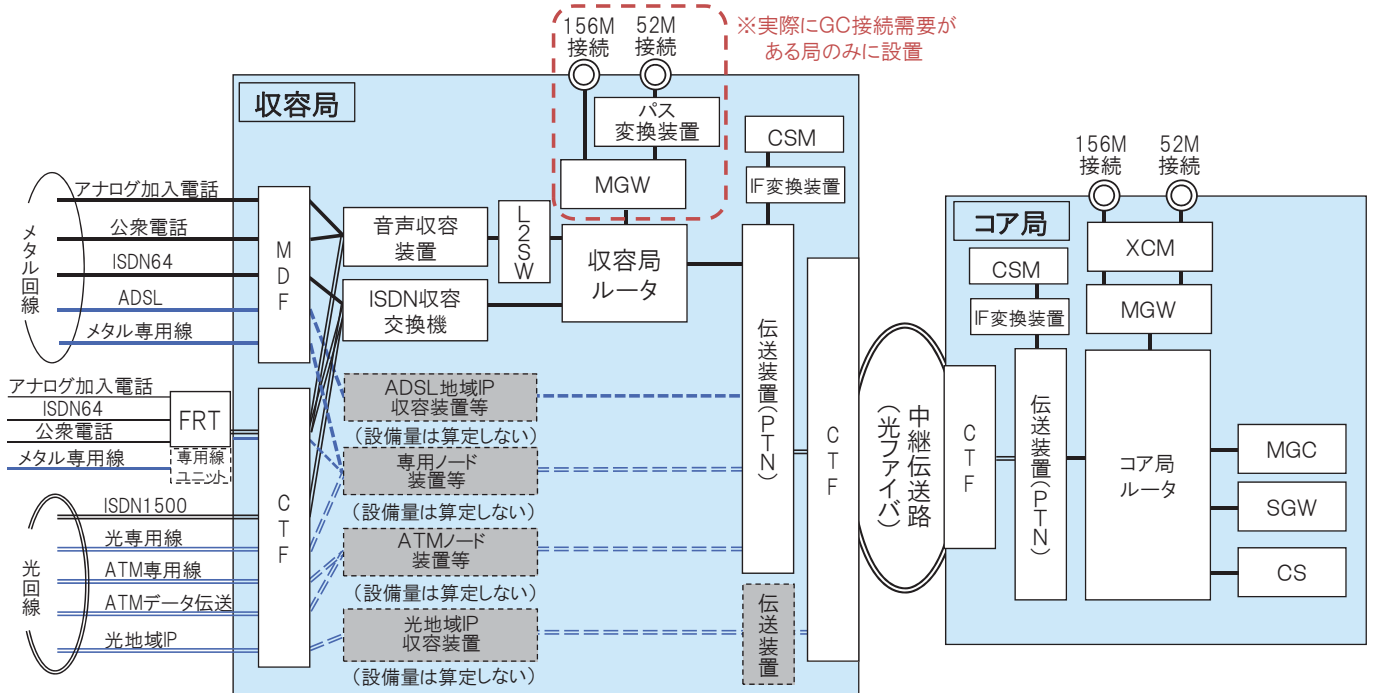 156M
接続
52M
接続
※実際にGC接続需要が
ある局のみに設置
収容局
パス
変換装置
MGW
CSM
IF変換装置
メタル回線
アナログ加入電話
公衆電話
ISDN64
ADSL
メタル専用線
MDF
音声収容
装置
L2SW
収容局
ルータ
ISDN収容
交換機
アナログ加入電話
ISDN64
公衆電話
メタル専用線
FRT
専用線
ユニット
光回線
ISDN1500
光専用線
ATM専用線
ATMデータ伝送
光地域IP
CTF
ADSL地域IP
収容装置等
(設備量は算定しない)
専用ノード
装置等
(設備量は算定しない)
ATMノード
装置等
(設備量は算定しない)
光地域IP
収容装置
(設備量は算定しない)
伝送装置(PTN)
伝送装置
CTF
中継伝送路
(光ファイバ)
156M
接続
52M
接続
コア局
XCM
MGW
CSM
IF変換装置
CTF
伝送装置(PTN)
コア局
ルータ
MGC
SGW
CS